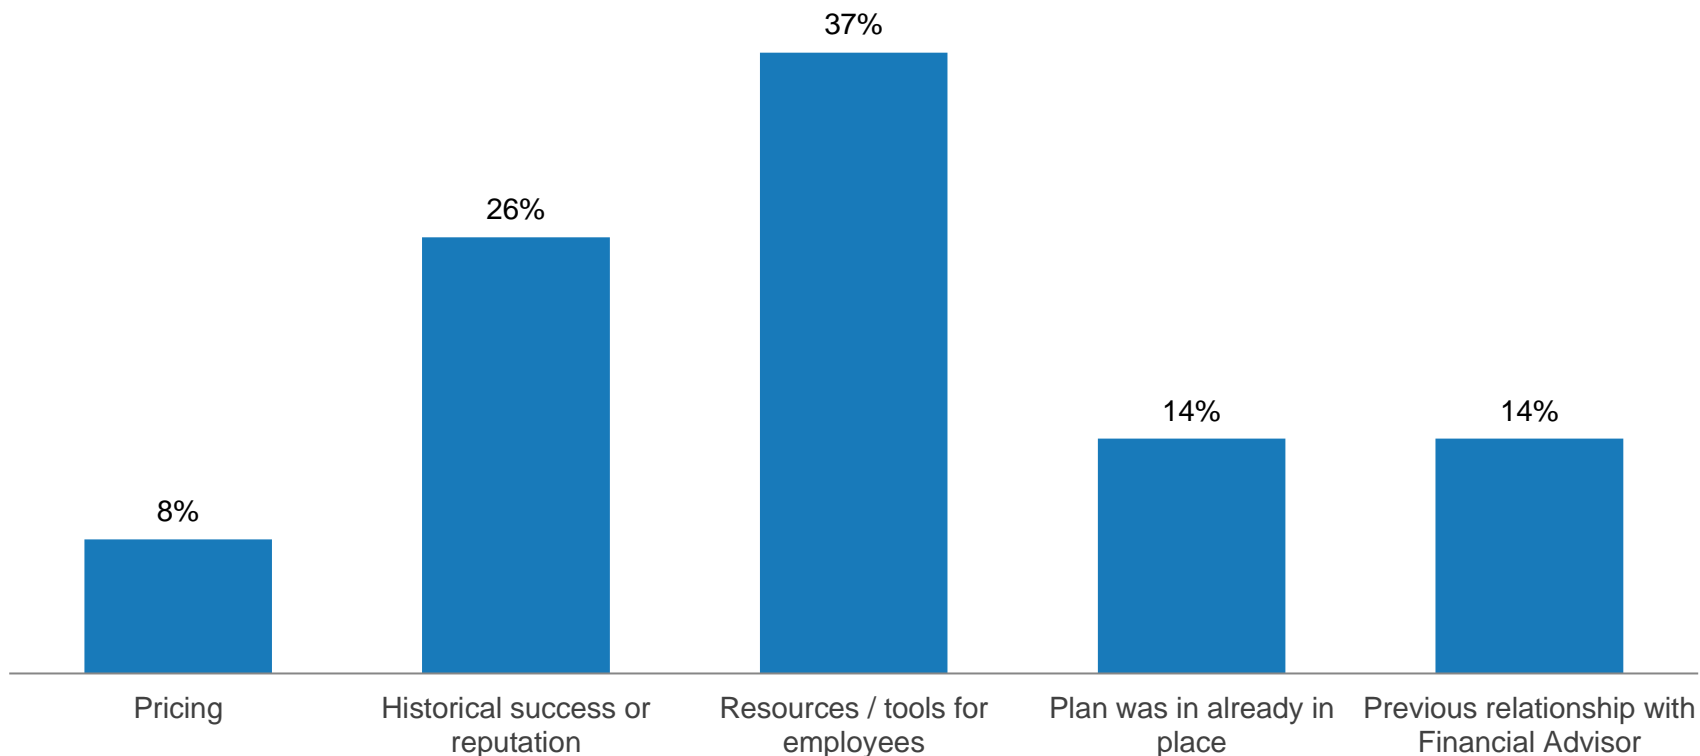 37%
26%
14%
14%
8%
Pricing
Historical success or
reputation
Resources / tools for
employees
Plan was in already in
place
Previous relationship with
Financial Advisor